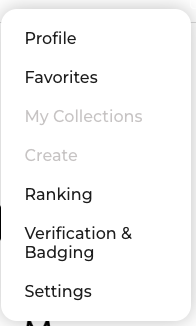 Profile
Favorites
My Collections
Create
Ranking
Verification &
Badging
Settings